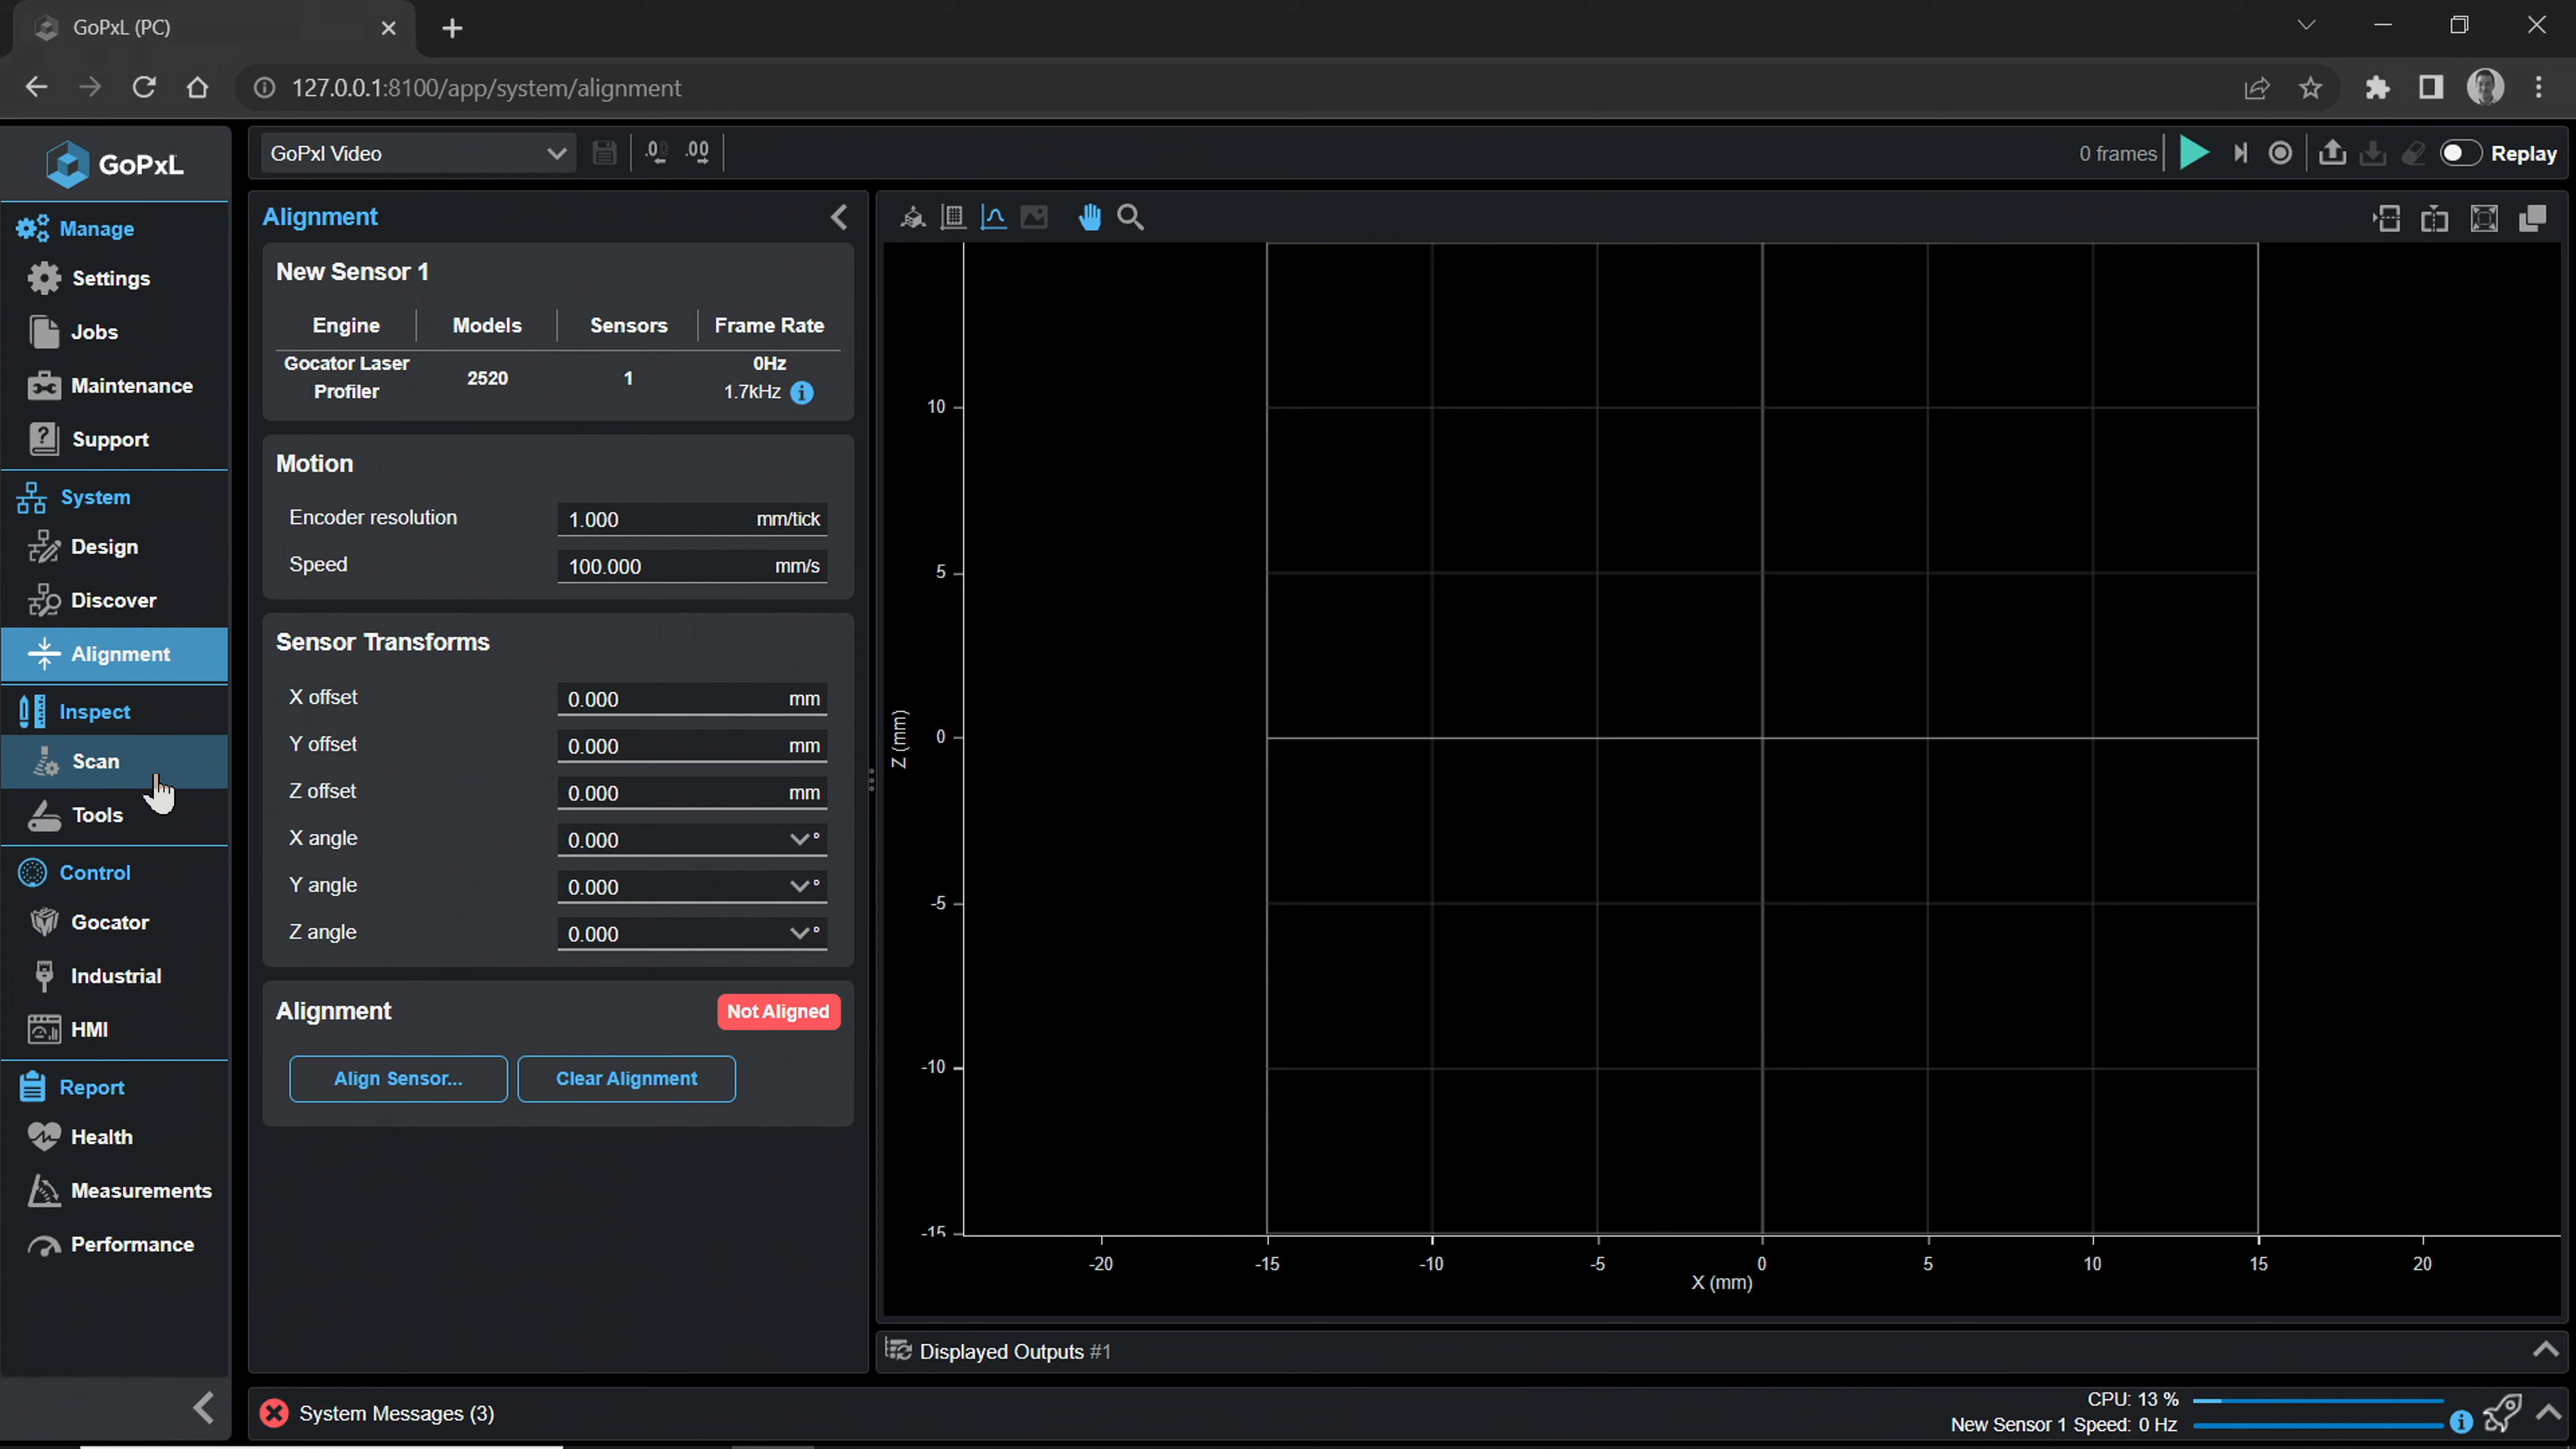 GoPxL (PC)
127.0.0.1:8100/app/system/alignment
GoPxL
GoPxl Video
.00
.00
0 frames
Replay
Manage
Settings
Jobs
Maintenance
Support
System
Design
Discover
Alignment
Inspect
Scan
Tools
Control
Gocator
Industrial
HMI
Report
Health
Measurements
Performance
Alignment
New Sensor 1
Engine Models Sensors Frame Rate
Gocator Laser Profiler 2520 1 0Hz
1.7kHz
Motion
Encoder resolution 1.000 mm/tick
Speed 100.000 mm/s
Sensor Transforms
X offset 0.000 mm
Y offset 0.000 mm
Z offset 0.000 mm
X angle 0.000 °
Y angle 0.000 °
Z angle 0.000 °
Alignment Not Aligned
Align Sensor... Clear Alignment
10
5
0
-5
-10
-15
Z (mm)
-20 -15 -10 -5 0 5 10 15 20
X (mm)
Displayed Outputs #1
System Messages (3)
CPU: 13 %
New Sensor 1 Speed: 0 Hz